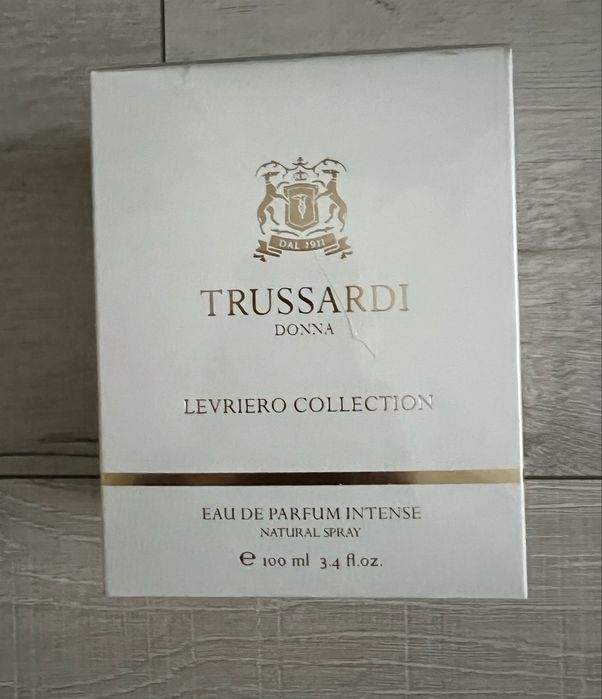 DAL 1911
TRUSSARDI
DONNA
LEVRIERO COLLECTION
EAU DE PARFUM INTENSE
NATURAL SPRAY
℮ 100 ml 3.4 fl.oz.